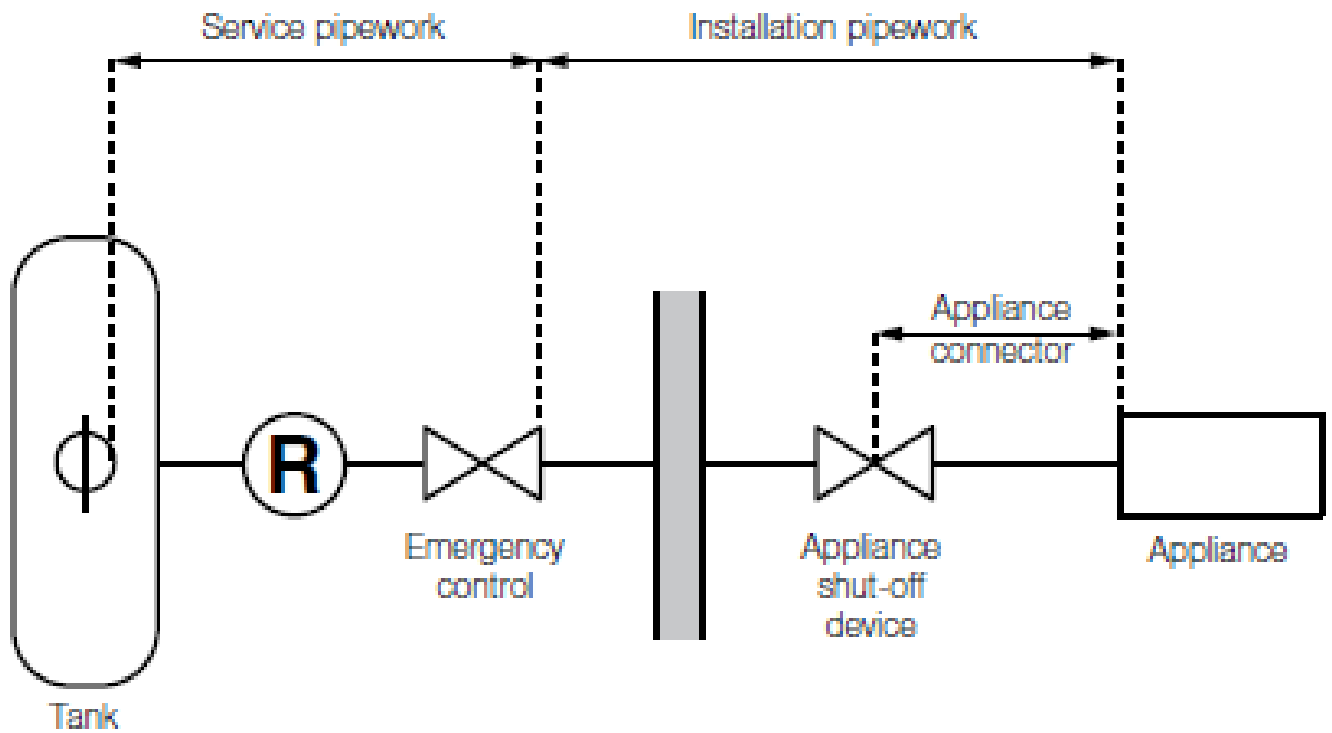 Service pipework
Installation pipework
Appliance
connector
R
Emergency
control
Appliance
shut-off
device
Appliance
Tank